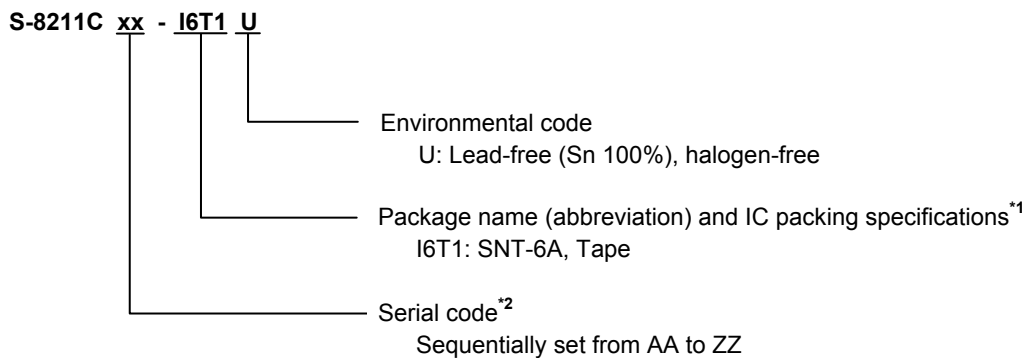 S-8211C xx - I6T1 U
Environmental code
U: Lead-free (Sn 100%), halogen-free
Package name (abbreviation) and IC packing specifications*1
I6T1: SNT-6A, Tape
Serial code*2
Sequentially set from AA to ZZ